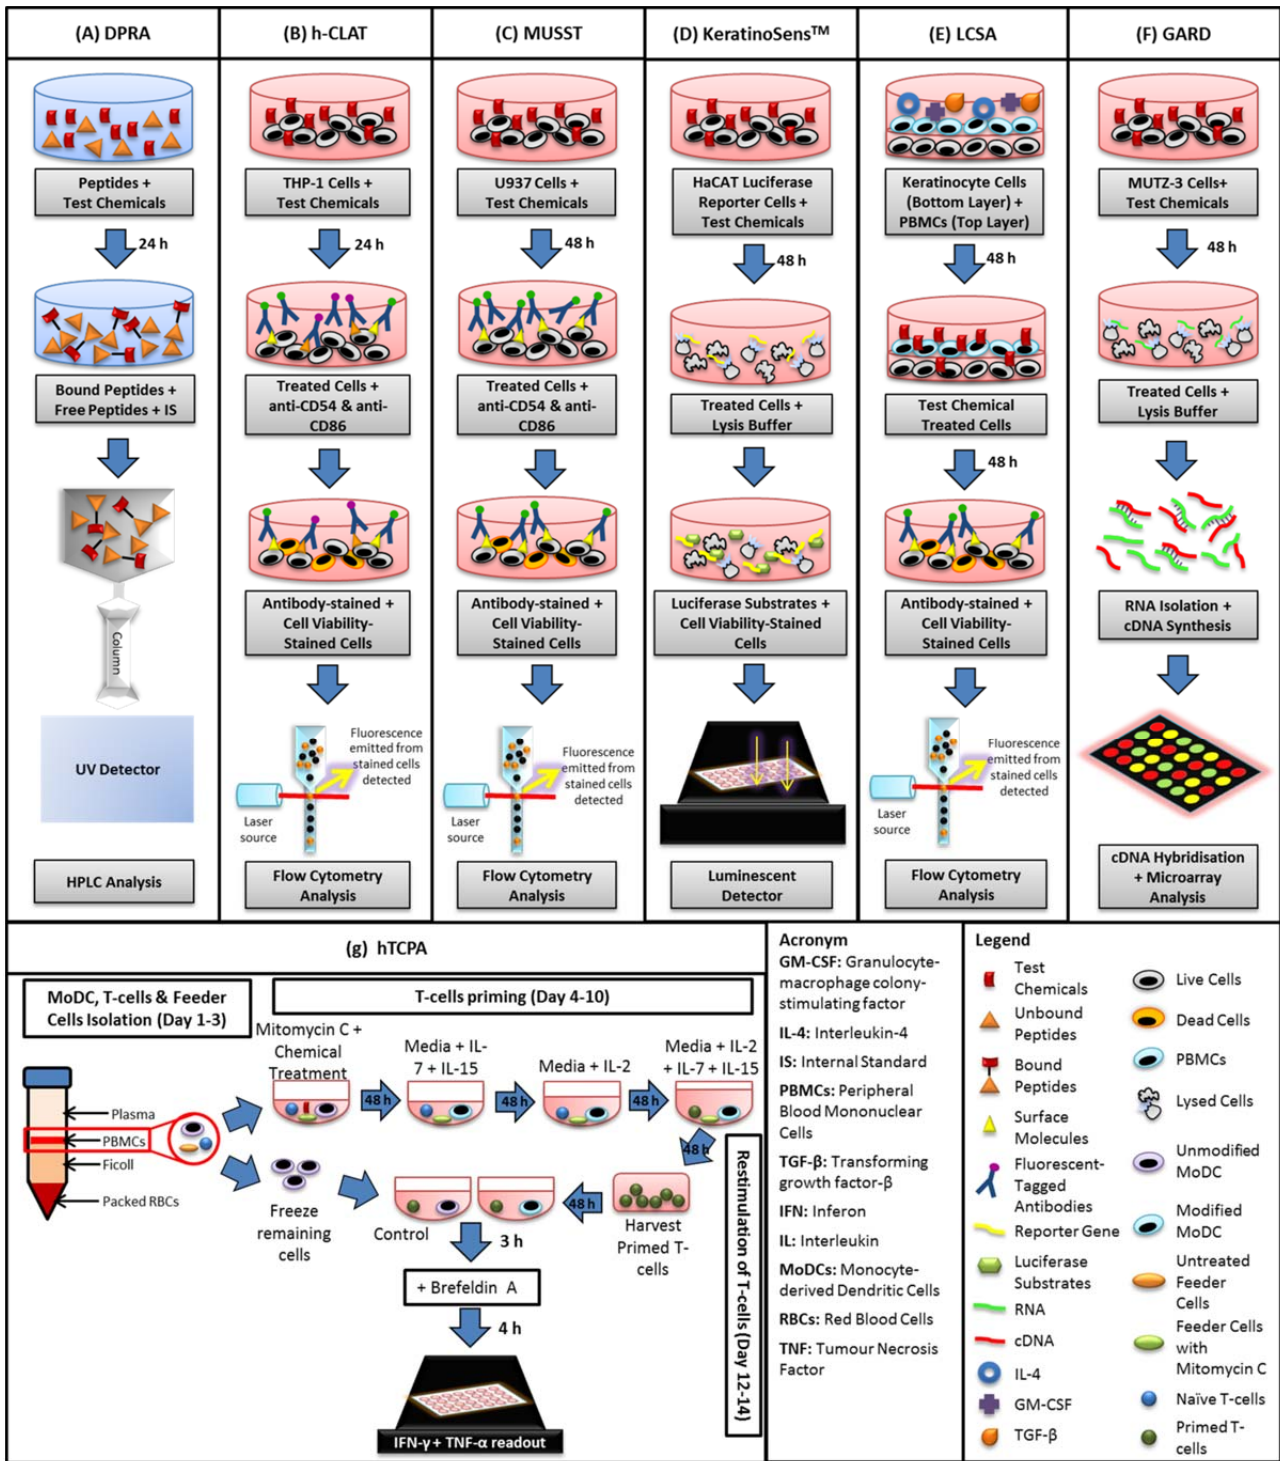 (A) DPRA
Peptides +
Test Chemicals
24 h
Bound Peptides +
Free Peptides + IS
Column
UV Detector
HPLC Analysis
(B) h-CLAT
THP-1 Cells +
Test Chemicals
24 h
Treated Cells +
anti-CD54 & anti-
CD86
Antibody-stained +
Cell Viability-
Stained Cells
Fluorescence
emitted from
stained cells
detected
Laser
source
Flow Cytometry
Analysis
(C) MUSST
U937 Cells +
Test Chemicals
48 h
Treated Cells +
anti-CD54 & anti-
CD86
Antibody-stained +
Cell Viability-
Stained Cells
Fluorescence
emitted from
stained cells
detected
Laser
source
Flow Cytometry
Analysis
(D) KeratinoSens™
HaCAT Luciferase
Reporter Cells +
Test Chemicals
48 h
Treated Cells +
Lysis Buffer
Luciferase Substrates +
Cell Viability-Stained
Cells
Luminescent
Detector
(E) LCSA
Keratinocyte Cells
(Bottom Layer) +
PBMCs (Top Layer)
48 h
Test Chemical
Treated Cells
48 h
Antibody-stained +
Cell Viability-
Stained Cells
Fluorescence
emitted from
stained cells
detected
Laser
source
Flow Cytometry
Analysis
(F) GARD
MUTZ-3 Cells+
Test Chemicals
48 h
Treated Cells +
Lysis Buffer
RNA Isolation +
cDNA Synthesis
cDNA Hybridisation
+ Microarray
Analysis
(g) hTCPA
MoDC, T-cells & Feeder
Cells Isolation (Day 1-3)
Plasma
PBMCs
Ficoll
Packed RBCs
Freeze
remaining
cells
T-cells priming (Day 4-10)
Mitomycin C +
Chemical
Treatment
48 h
Media + IL-
7 + IL-15
48 h
Media + IL-2
48 h
Media + IL-2
+ IL-7 + IL-15
48 h
Restimulation of T-cells (Day 12-14)
Harvest
Primed T-
cells
48 h
Control
3 h
+ Brefeldin A
4 h
IFN-γ + TNF-α readout
Acronym
GM-CSF: Granulocyte-
macrophage colony-
stimulating factor
IL-4: Interleukin-4
IS: Internal Standard
PBMCs: Peripheral
Blood Mononuclear
Cells
TGF-β: Transforming
growth factor-β
IFN: Inferon
IL: Interleukin
MoDCs: Monocyte-
derived Dendritic Cells
RBCs: Red Blood Cells
TNF: Tumour Necrosis
Factor
Legend
Test
Chemicals
Unbound
Peptides
Bound
Peptides
Surface
Molecules
Fluorescent-
Tagged
Antibodies
Reporter Gene
Luciferase
Substrates
RNA
cDNA
IL-4
GM-CSF
TGF-β
Live Cells
Dead Cells
PBMCs
Lysed Cells
Unmodified
MoDC
Modified
MoDC
Untreated
Feeder
Cells
Feeder Cells
with
Mitomycin C
Naïve T-cells
Primed T-
cells